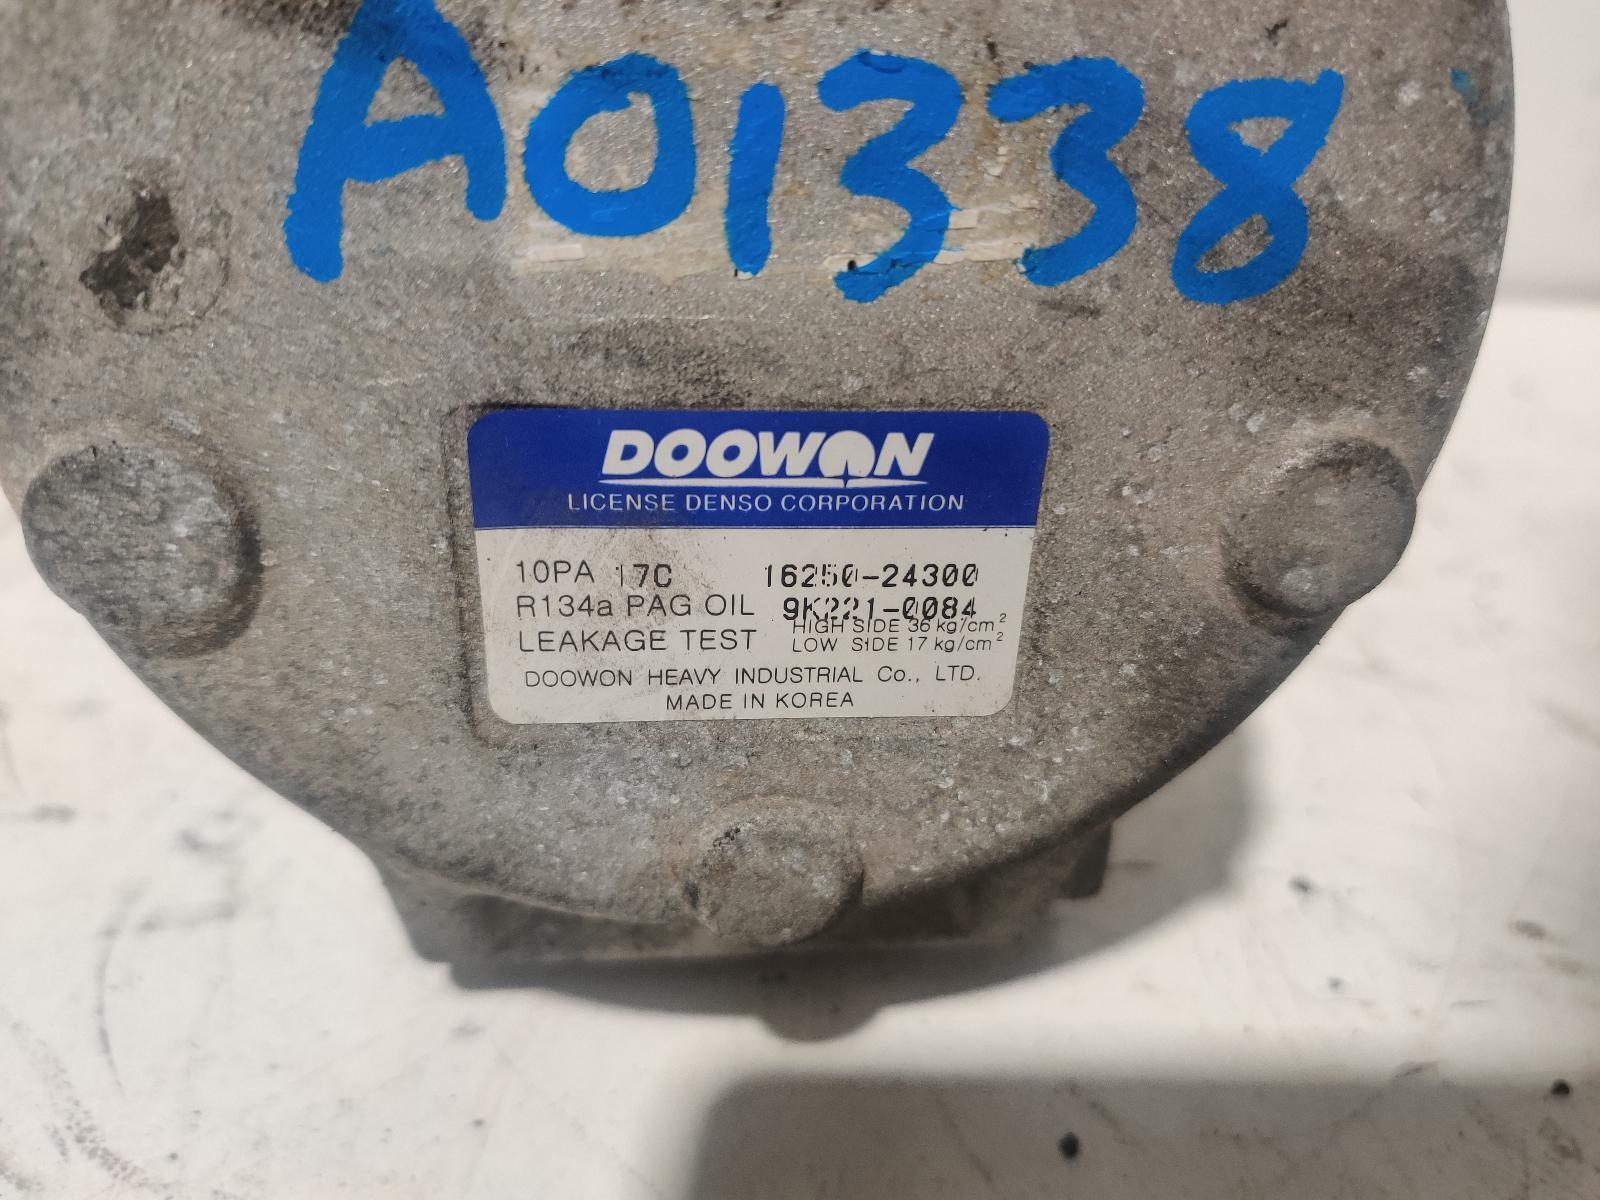 A01338
DOOWON
LICENSE DENSO CORPORATION
10PA 17C 16250-24300
R134a PAG OIL 9K221-0084
LEAKAGE TEST HIGH SIDE 36 kg/cm²
LOW SIDE 17 kg/cm²
DOOWON HEAVY INDUSTRIAL Co., LTD.
MADE IN KOREA